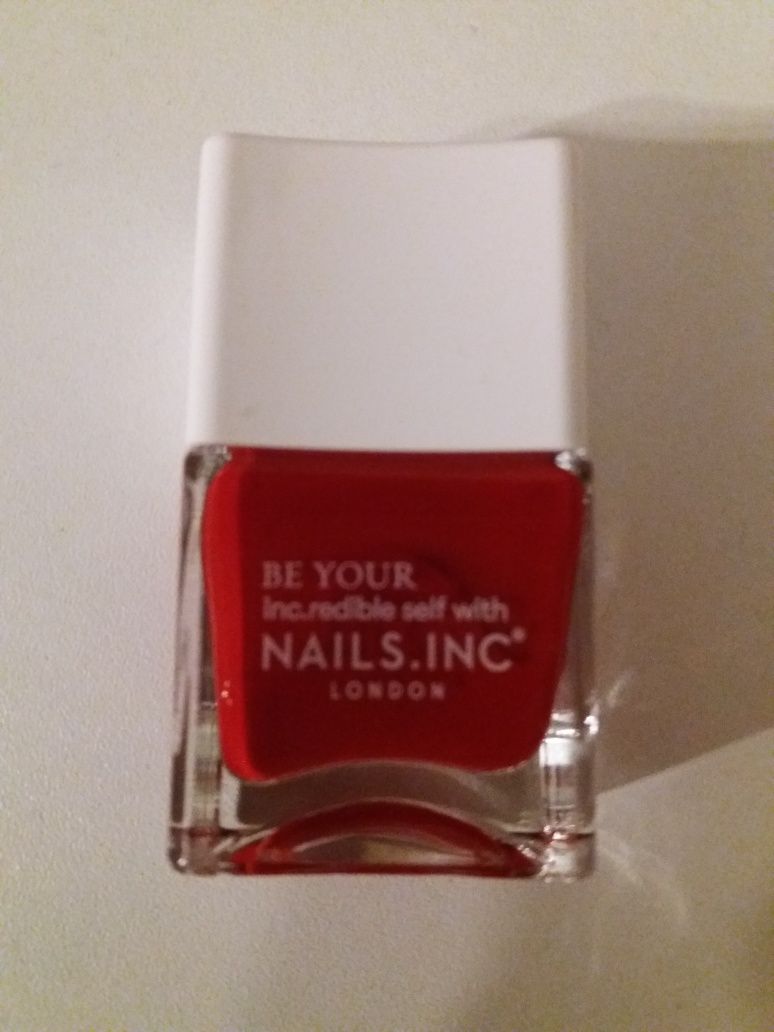 BE YOUR
inc.redible self with
NAILS.INC®
LONDON